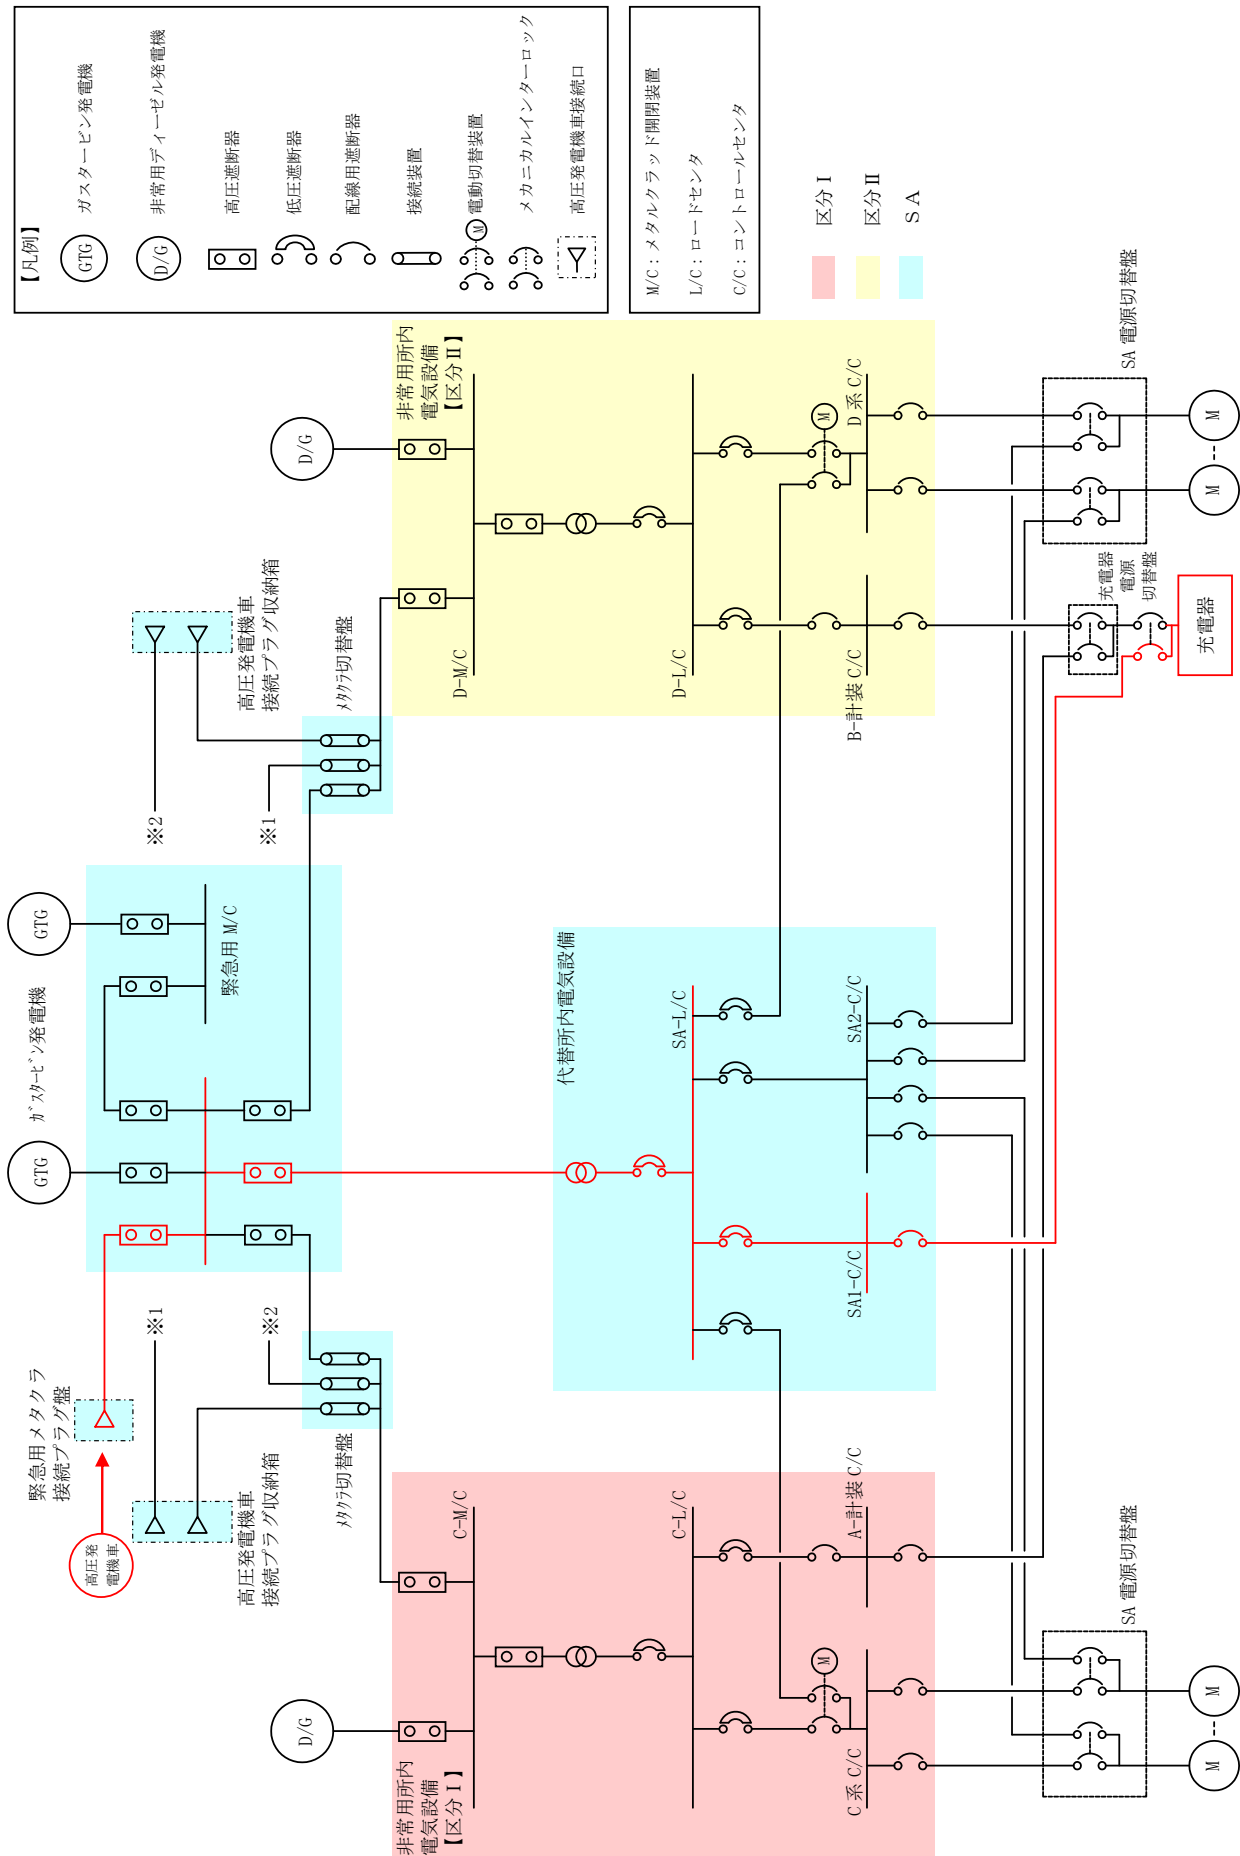 【凡例】
GTG
ガスタービン発電機
D/G
非常用ディーゼル発電機
高圧遮断器
低圧遮断器
配線用遮断器
接続装置
M
電動切替装置
メカニカルインターロック
高圧発電機車接続口
M/C：メタルクラッド開閉装置
L/C：ロードセンタ
C/C：コントロールセンタ
区分Ⅰ
区分Ⅱ
ＳＡ
高圧発
電機車
緊急用メタクラ
接続プラグ盤
GTG
ｶﾞｽﾀｰﾋﾞﾝ発電機
GTG
緊急用 M/C
※1
※2
高圧発電機車
接続プラグ収納箱
ﾒﾀｸﾗ切替盤
※2
※1
高圧発電機車
接続プラグ収納箱
ﾒﾀｸﾗ切替盤
D/G
非常用所内
電気設備
【区分Ⅰ】
C-M/C
C-L/C
M
C 系 C/C
A-計装 C/C
代替所内電気設備
SA-L/C
SA1-C/C
SA2-C/C
D/G
非常用所内
電気設備
【区分Ⅱ】
D-M/C
D-L/C
M
B-計装 C/C
D 系 C/C
SA 電源切替盤
M
M
充電器
電源
切替盤
充電器
SA 電源切替盤
M
M